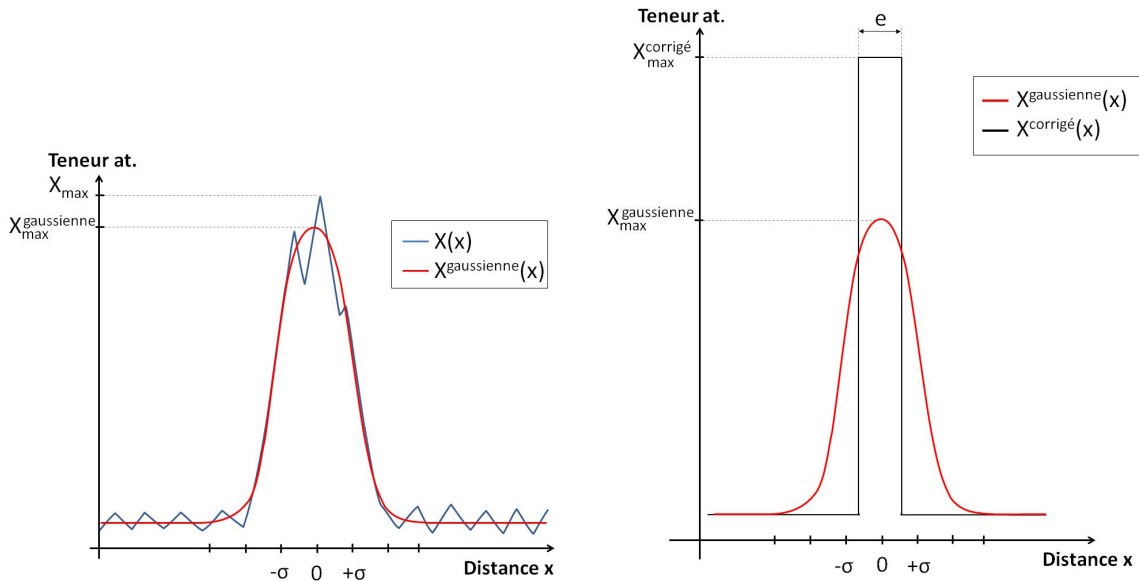 Teneur at.
X_max
X_max^gaussienne
X(x)
X^gaussienne(x)
-σ 0 +σ Distance x
Teneur at.
e
X_max^corrigé
X^gaussienne(x)
X^corrigé(x)
X_max^gaussienne
-σ 0 +σ Distance x